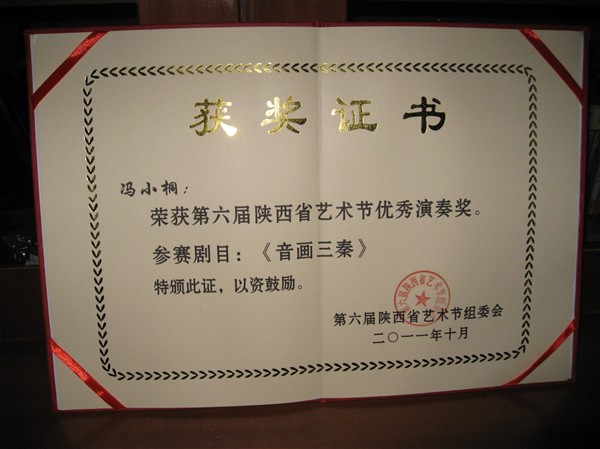 获奖证书
冯小桐:
荣获第六届陕西省艺术节优秀演奏奖。
参赛剧目:《音画三秦》
特颁此证,以资鼓励。
第六届陕西省艺术节组委会
二〇一一年十月